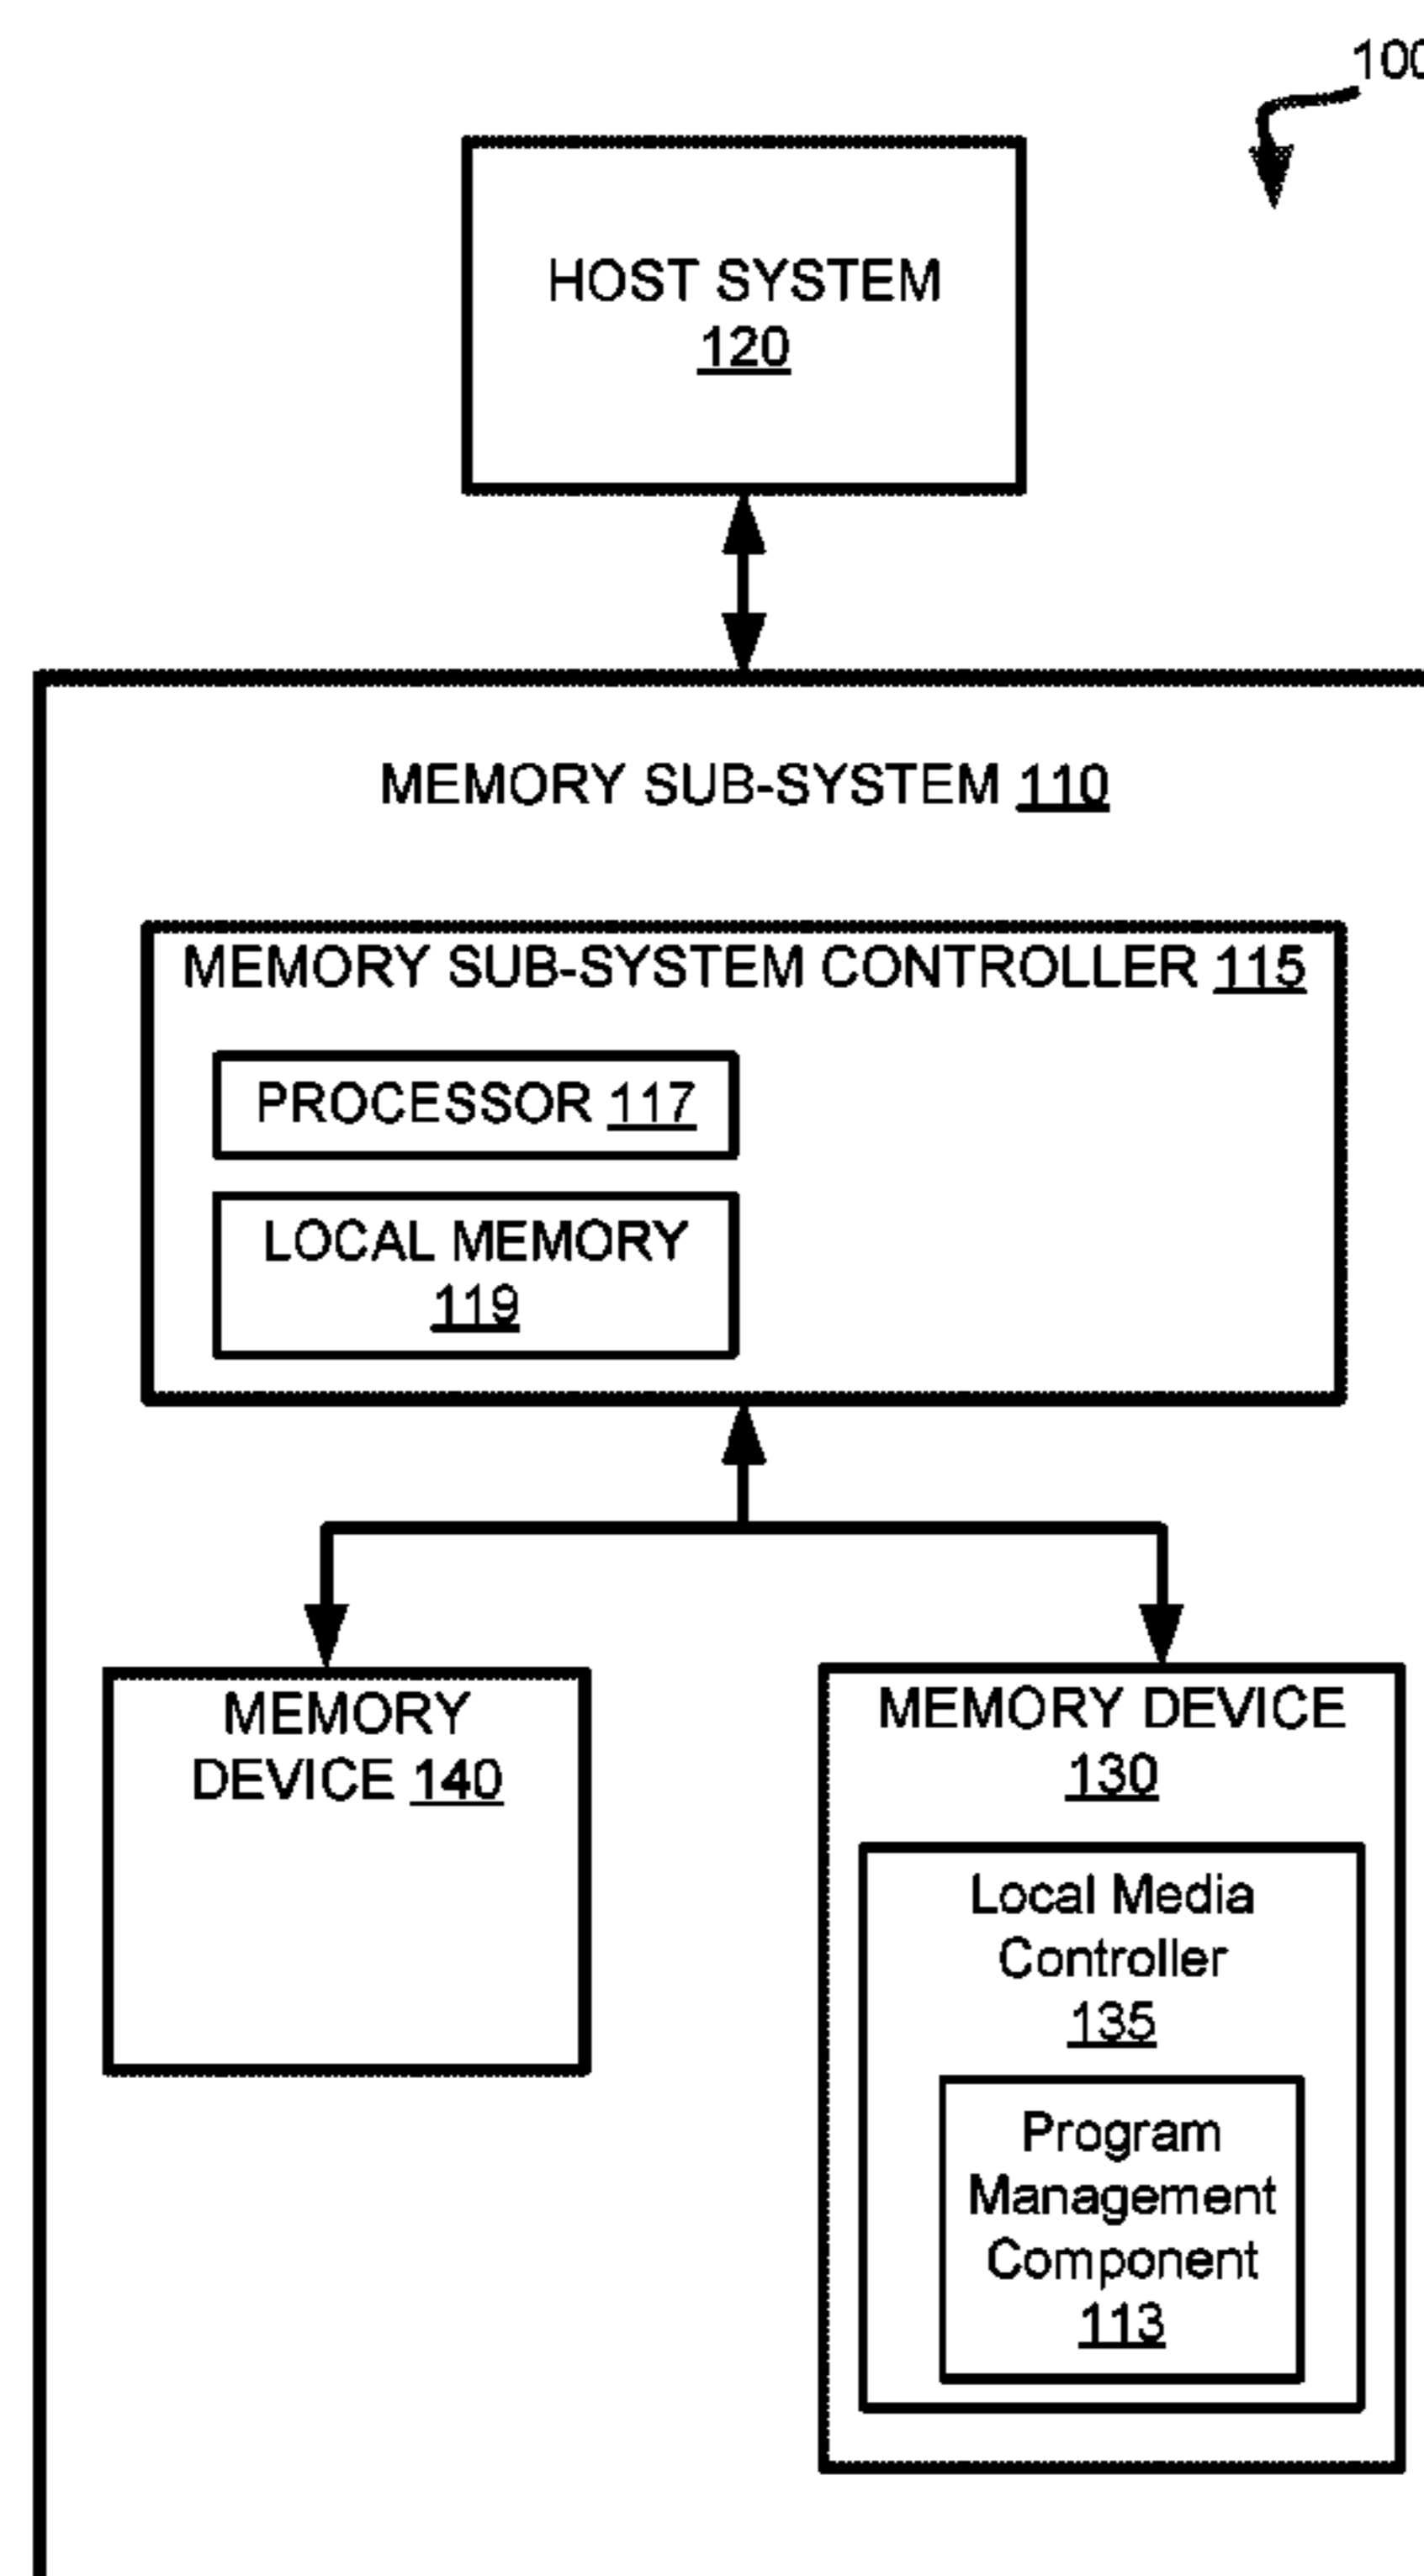 100
HOST SYSTEM
120
MEMORY SUB-SYSTEM 110
MEMORY SUB-SYSTEM CONTROLLER 115
PROCESSOR 117
LOCAL MEMORY
119
MEMORY
DEVICE 140
MEMORY DEVICE
130
Local Media
Controller
135
Program
Management
Component
113